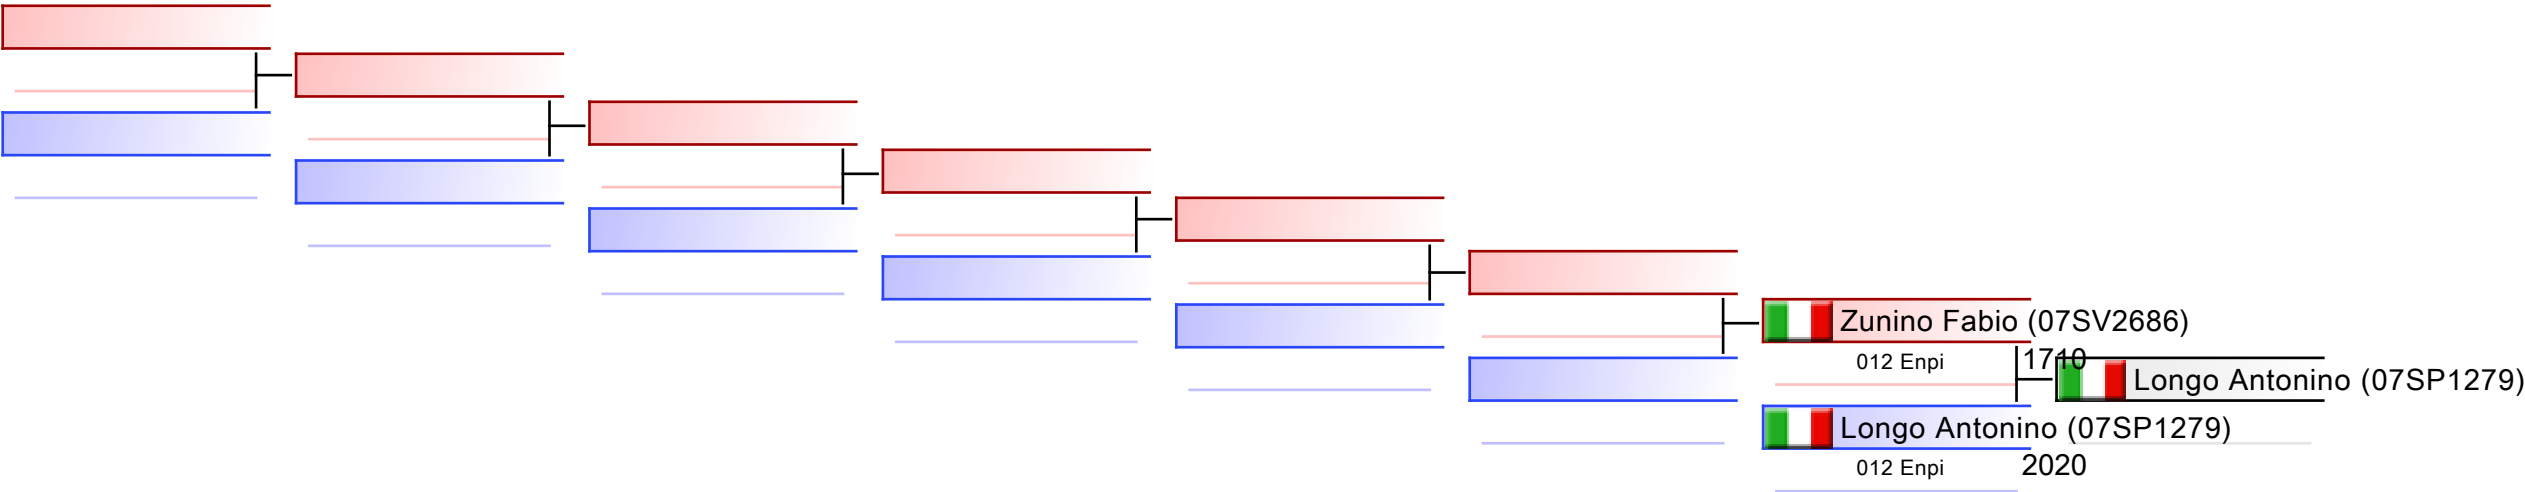 Zunino Fabio (07SV2686)
012 Enpi 1710
Longo Antonino (07SP1279)
Longo Antonino (07SP1279)
012 Enpi 2020